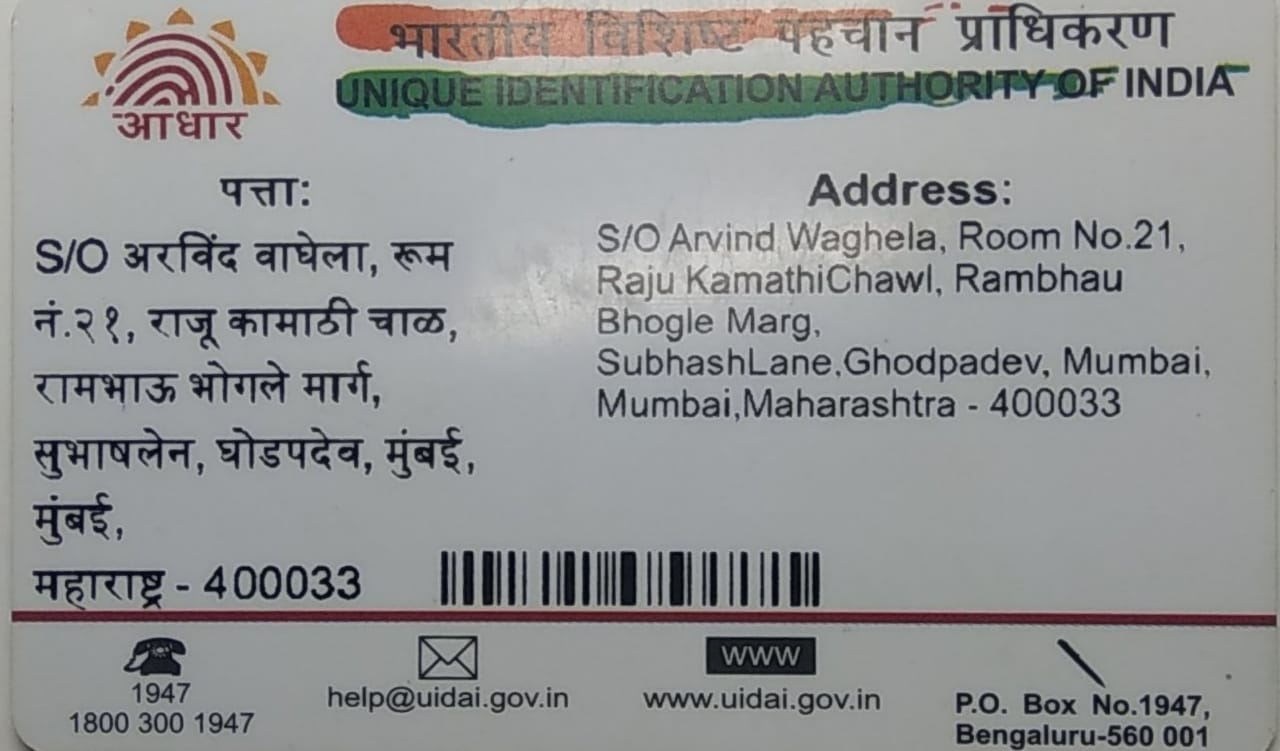 भारतीय विशिष्ट पहचान प्राधिकरण
UNIQUE IDENTIFICATION AUTHORITY OF INDIA
आधार
पत्ता:
S/O अरविंद वाघेला, रूम
नं.२१, राजू कामाठी चाळ,
रामभाऊ भोगले मार्ग,
सुभाषलेन, घोडपदेव, मुंबई,
मुंबई,
महाराष्ट्र - 400033
Address:
S/O Arvind Waghela, Room No.21,
Raju KamathiChawl, Rambhau
Bhogle Marg,
SubhashLane,Ghodpadev, Mumbai,
Mumbai,Maharashtra - 400033
1947
1800 300 1947
help@uidai.gov.in
WWW
www.uidai.gov.in
P.O. Box No.1947,
Bengaluru-560 001